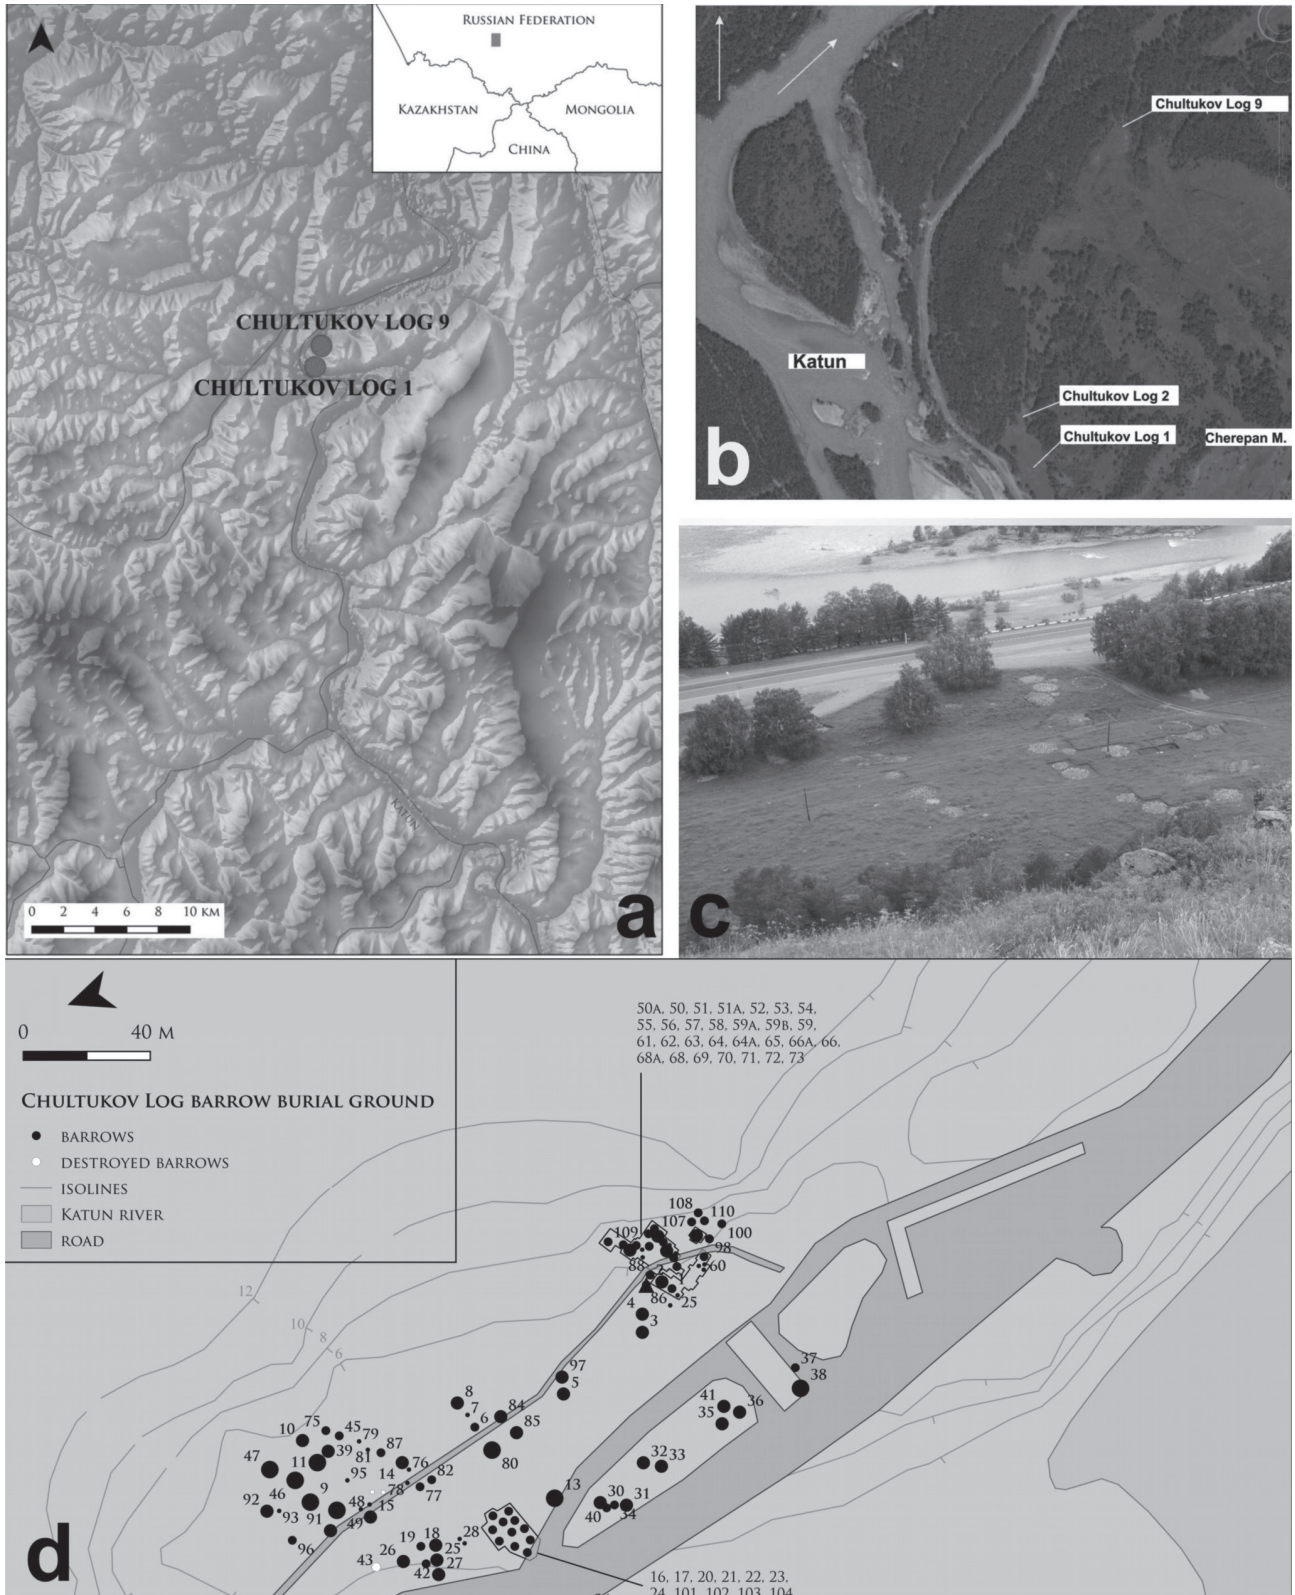 Russian Federation
Kazakhstan
Mongolia
China
CHULTUKOV LOG 9
CHULTUKOV LOG 1
Katun
0 2 4 6 8 10 km
a
Chultukov Log 9
Katun
Chultukov Log 2
Chultukov Log 1
Cherepan M.
b
c
0 40 m
Chultukov Log barrow burial ground
barrows
destroyed barrows
isolines
Katun river
road
50A, 50, 51, 51A, 52, 53, 54,
55, 56, 57, 58, 59A, 59B, 59,
61, 62, 63, 64, 64A, 65, 66A, 66,
68A, 68, 69, 70, 71, 72, 73
108
110
107
109
100
98
88
60
2
1
86
25
4
3
12
10
8
6
97
5
37
38
8
7
6
84
85
41
36
35
10
75
45
79
39
81
87
80
32
33
47
11
76
82
95
14
77
78
13
46
9
48
15
30
31
40
34
92
93
91
49
96
19
18
28
26
25
27
43
42
d
16, 17, 20, 21, 22, 23,
24, 101, 102, 103, 104